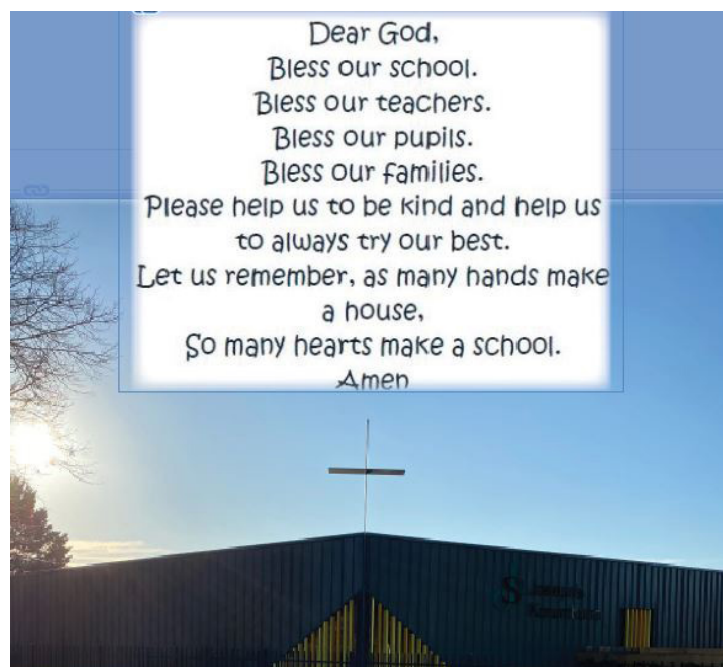 Dear God,
Bless our school.
Bless our teachers.
Bless our pupils.
Bless our families.
Please help us to be kind and help us
to always try our best.
Let us remember, as many hands make
a house,
So many hearts make a school.
Amen